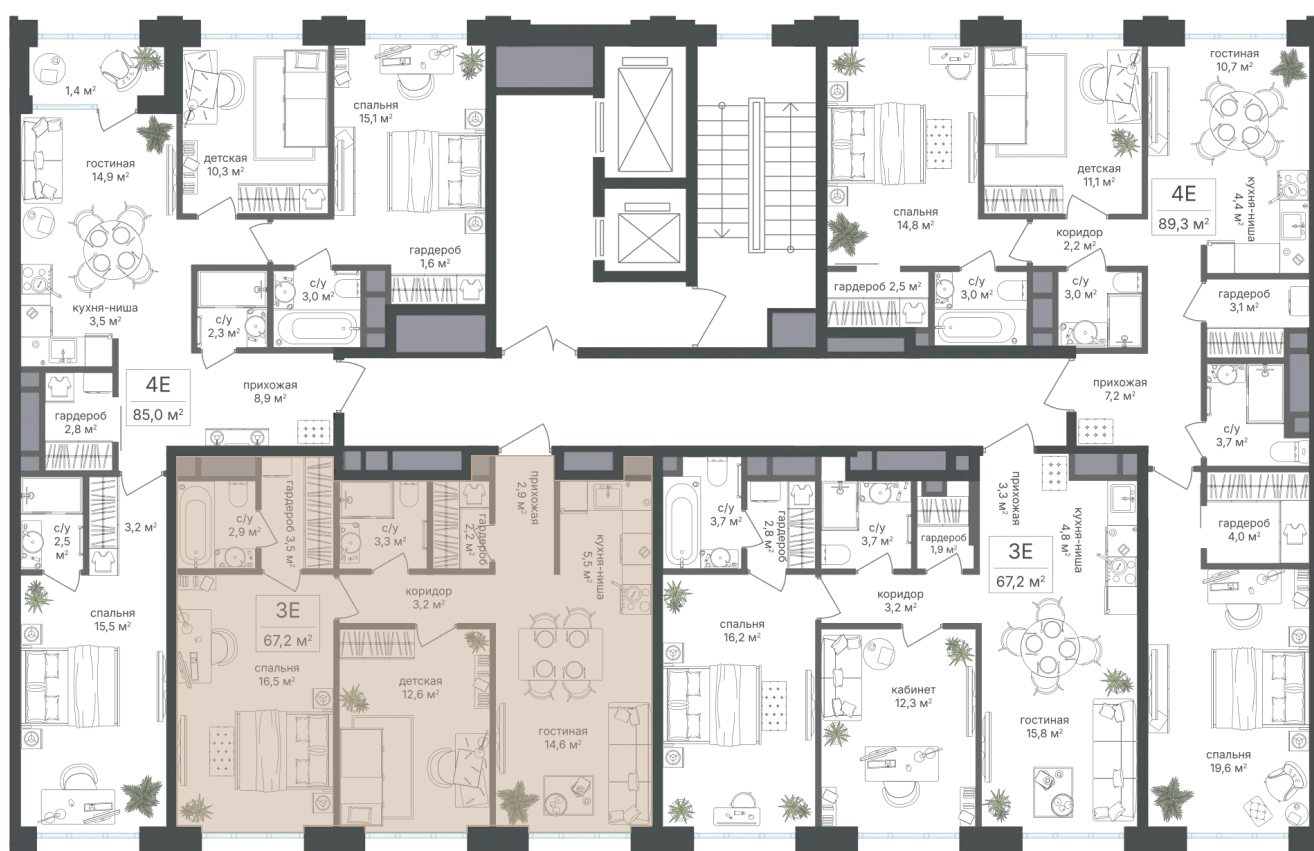 1,4 м²
гостиная
14,9 м²
детская
10,3 м²
спальня
15,1 м²
гардероб
1,6 м²
с/у
3,0 м²
с/у
2,3 м²
кухня-ниша
3,5 м²
4Е
85,0 м²
прихожая
8,9 м²
гардероб
2,8 м²
3,2 м²
с/у
2,5
м²
спальня
15,5 м²
спальня
14,8 м²
гардероб 2,5 м²
с/у
3,0 м²
детская
11,1 м²
коридор
2,2 м²
с/у
3,0 м²
гостиная
10,7 м²
кухня-ниша
4,4 м²
4Е
89,3 м²
гардероб
3,1 м²
прихожая
7,2 м²
с/у
3,7 м²
гардероб
4,0 м²
спальня
19,6 м²
с/у
2,9 м²
гардероб 3,5 м²
с/у
3,3 м²
гардероб
2,2 м²
прихожая
2,9 м²
кухня-ниша
5,5 м²
3Е
67,2 м²
коридор
3,2 м²
спальня
16,5 м²
детская
12,6 м²
гостиная
14,6 м²
с/у
3,7 м²
гардероб
2,8 м²
с/у
3,7 м²
гардероб
1,9 м²
прихожая
3,3 м²
кухня-ниша
4,8 м²
3Е
67,2 м²
коридор
3,2 м²
спальня
16,2 м²
кабинет
12,3 м²
гостиная
15,8 м²